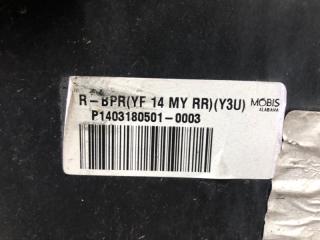 R-BPR(YF 14 MY RR)(Y3U) MOBIS
ALABAMA
P1403180501-0003